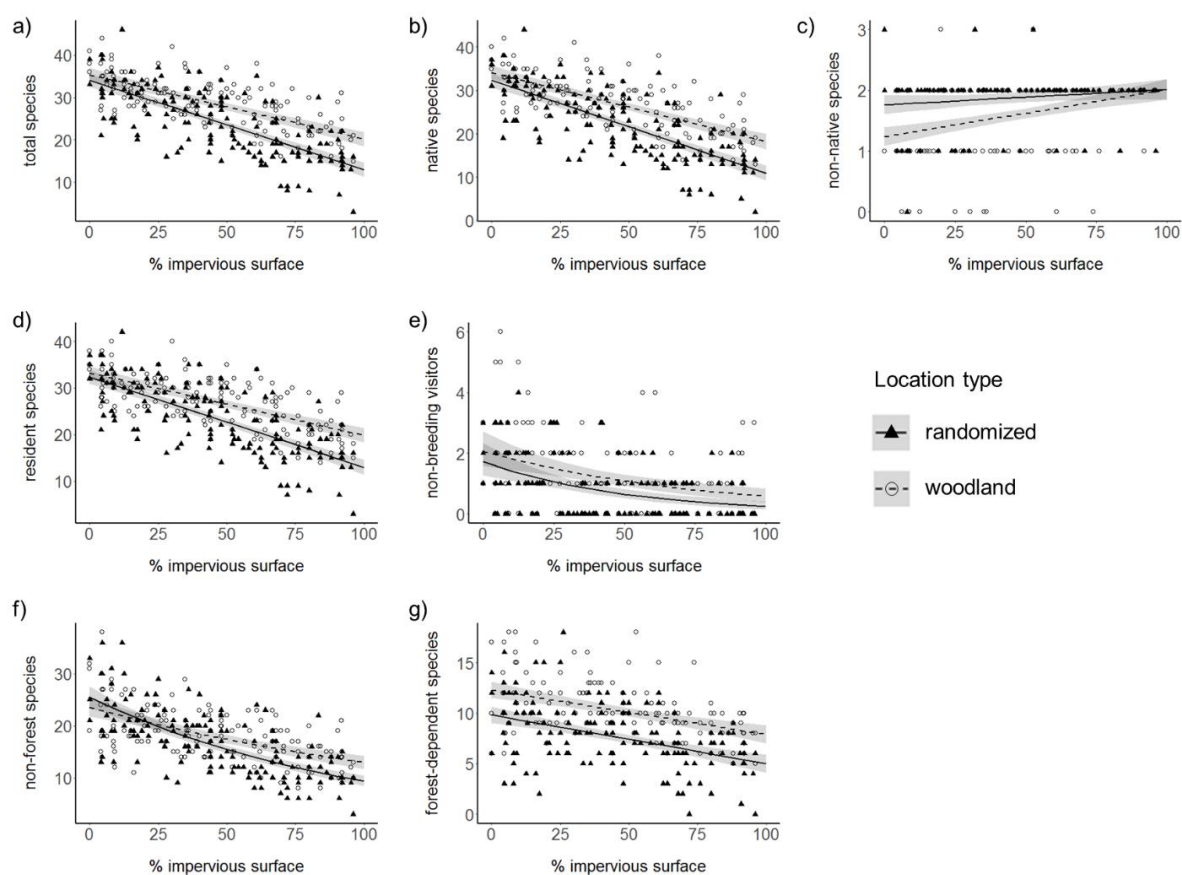 a)
total species
40
30
20
10
0 25 50 75 100
% impervious surface
b)
native species
40
30
20
10
0
0 25 50 75 100
% impervious surface
c)
non-native species
3
2
1
0
0 25 50 75 100
% impervious surface
d)
resident species
40
30
20
10
0 25 50 75 100
% impervious surface
e)
non-breeding visitors
6
4
2
0
0 25 50 75 100
% impervious surface
Location type
randomized
woodland
f)
non-forest species
30
20
10
0 25 50 75 100
% impervious surface
g)
forest-dependent species
15
10
5
0
0 25 50 75 100
% impervious surface